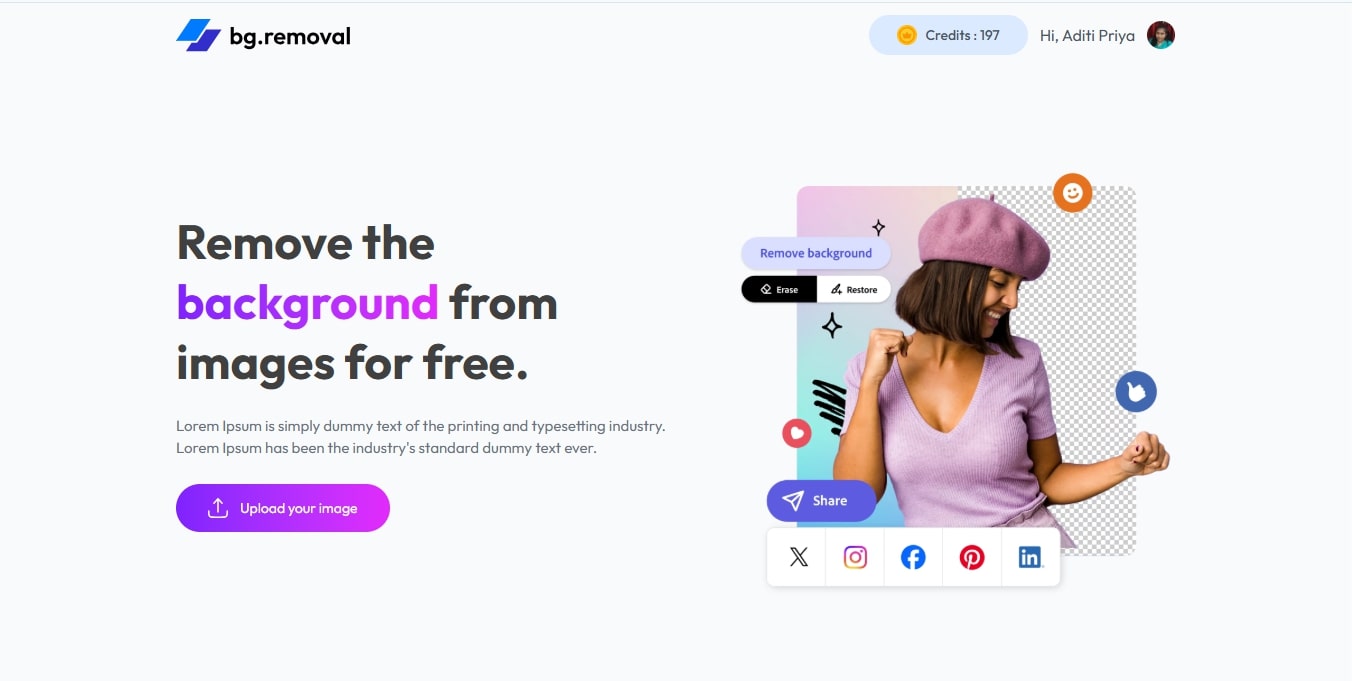 bg.removal
Credits : 197
Hi, Aditi Priya
Remove the
background from
images for free.
Lorem Ipsum is simply dummy text of the printing and typesetting industry.
Lorem Ipsum has been the industry's standard dummy text ever.
Upload your image
Remove background
Erase
Restore
Share
in